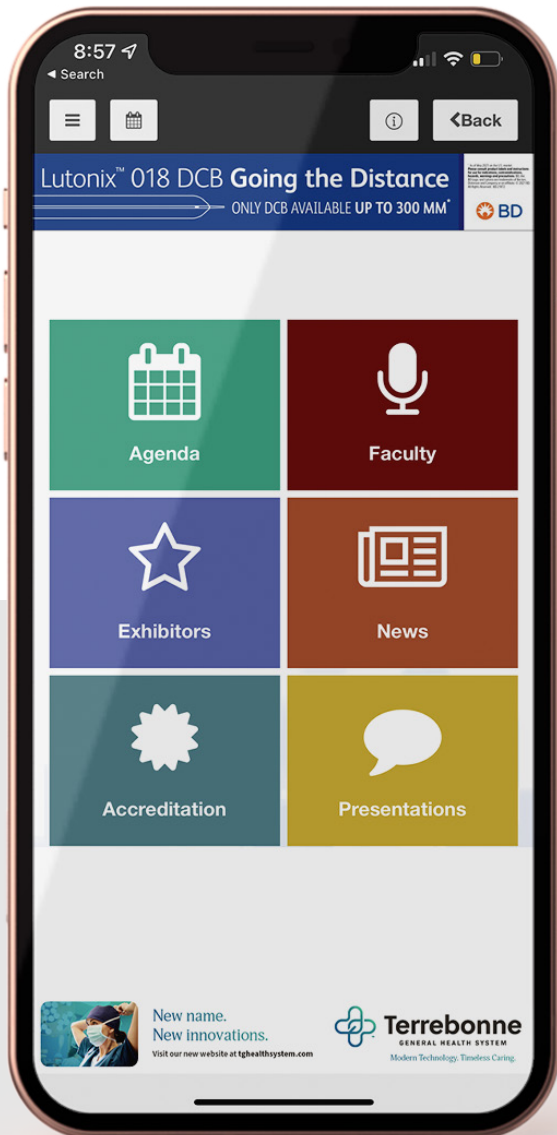 8:57
◀ Search
Back
Lutonix™ 018 DCB Going the Distance
ONLY DCB AVAILABLE UP TO 300 MM*
BD
Agenda
Faculty
Exhibitors
News
Accreditation
Presentations
New name.
New innovations.
Visit our new website at tghealthsystem.com
Terrebonne
GENERAL HEALTH SYSTEM
Modern Technology. Timeless Caring.